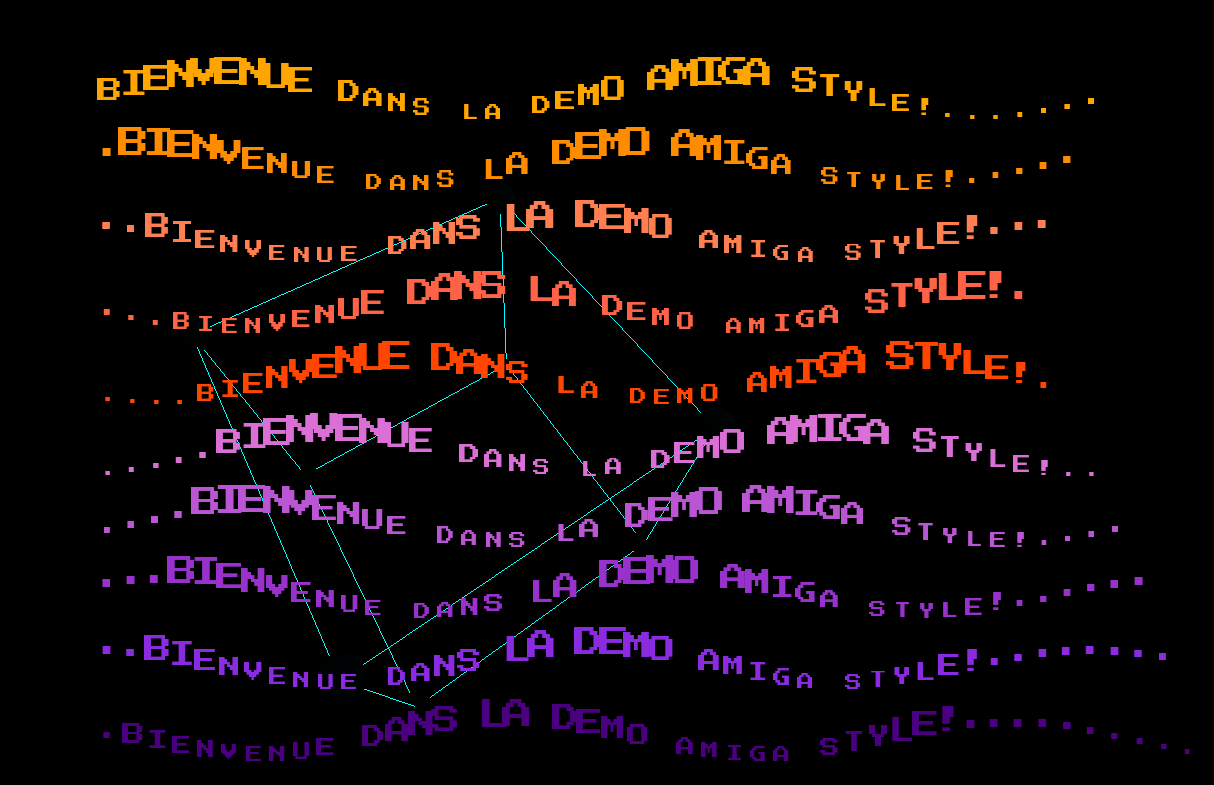 BIENVENUE DANS LA DEMO AMIGA STYLE!.......
.BIENVENUE DANS LA DEMO AMIGA STYLE!.....
..BIENVENUE DANS LA DEMO AMIGA STYLE!...
...BIENVENUE DANS LA DEMO AMIGA STYLE!.
....BIENVENUE DANS LA DEMO AMIGA STYLE!.
.....BIENVENUE DANS LA DEMO AMIGA STYLE!..
....BIENVENUE DANS LA DEMO AMIGA STYLE!....
...BIENVENUE DANS LA DEMO AMIGA STYLE!......
..BIENVENUE DANS LA DEMO AMIGA STYLE!........
.BIENVENUE DANS LA DEMO AMIGA STYLE!..........